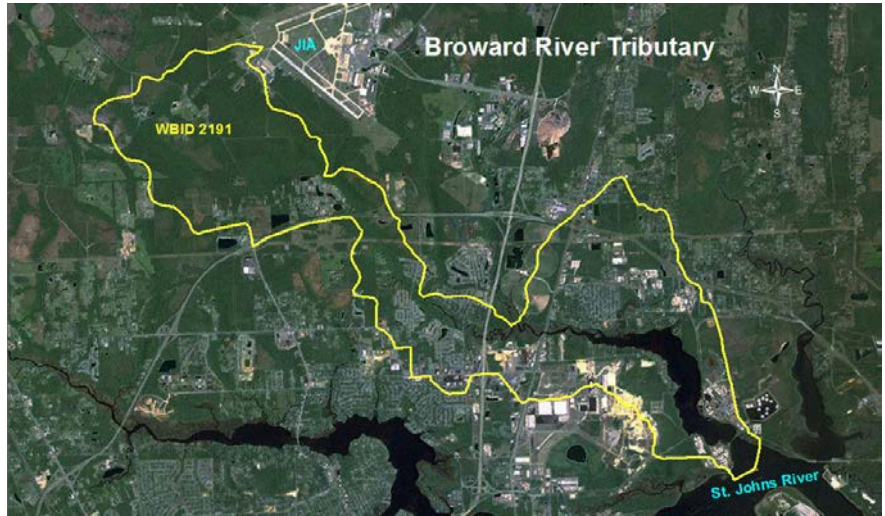 JIA
Broward River Tributary
N
W E
S
WBID 2191
St. Johns River